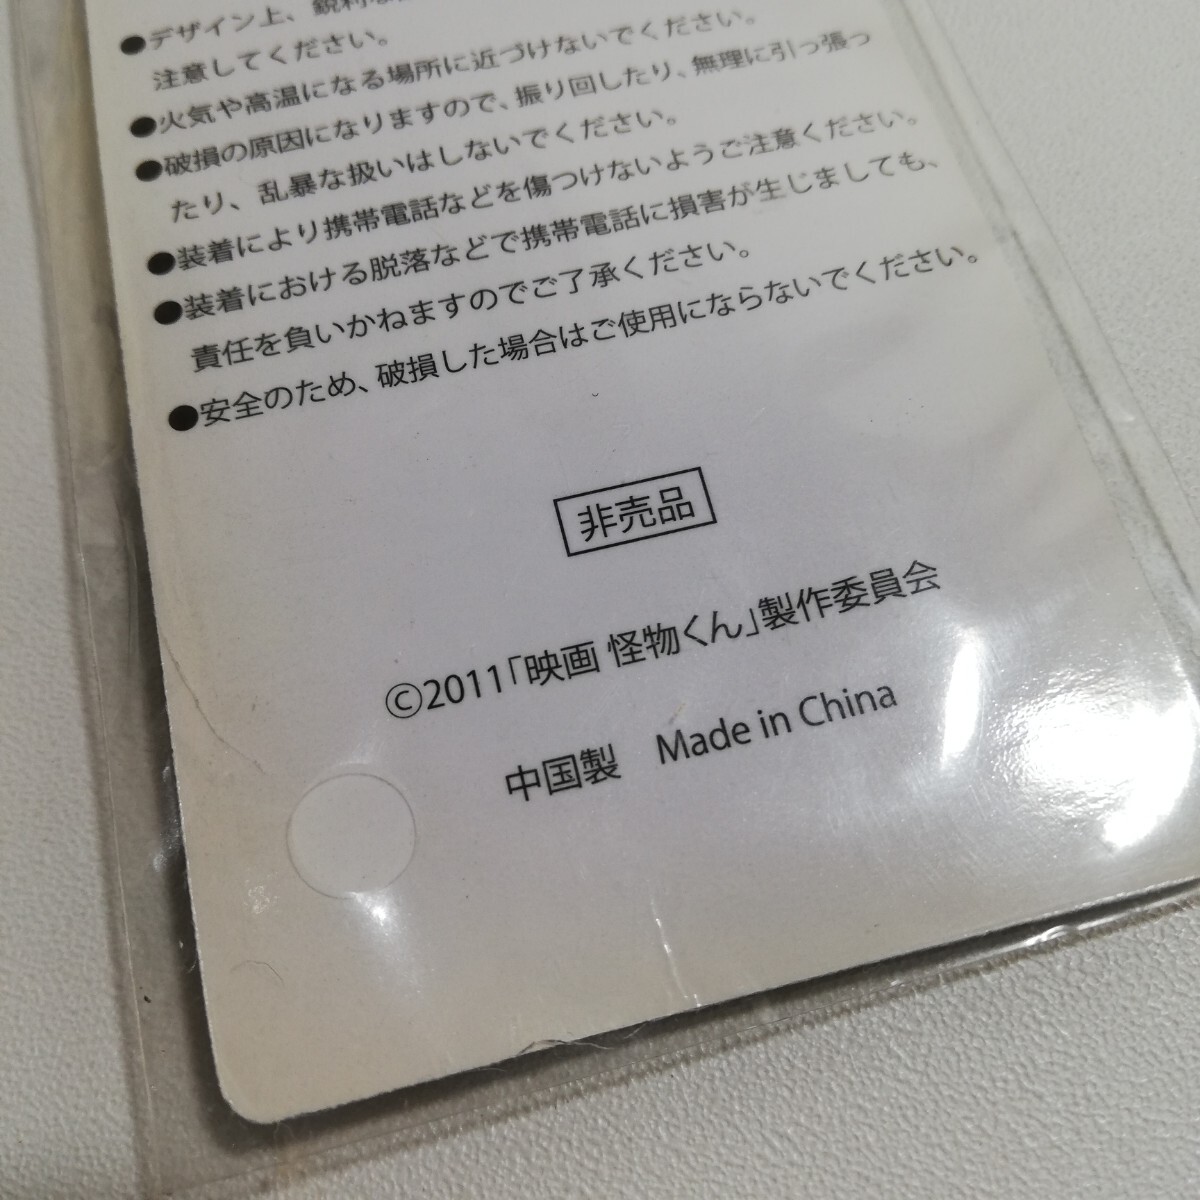 ●デザイン上、鋭利な
注意してください。
●火気や高温になる場所に近づけないでください。
●破損の原因になりますので、振り回したり、無理に引っ張っ
たり、乱暴な扱いはしないでください。
●装着により携帯電話などを傷つけないようご注意ください。
●装着における脱落などで携帯電話に損害が生じましても、
責任を負いかねますのでご了承ください。
●安全のため、破損した場合はご使用にならないでください。
非売品
©2011「映画 怪物くん」製作委員会
中国製 Made in China